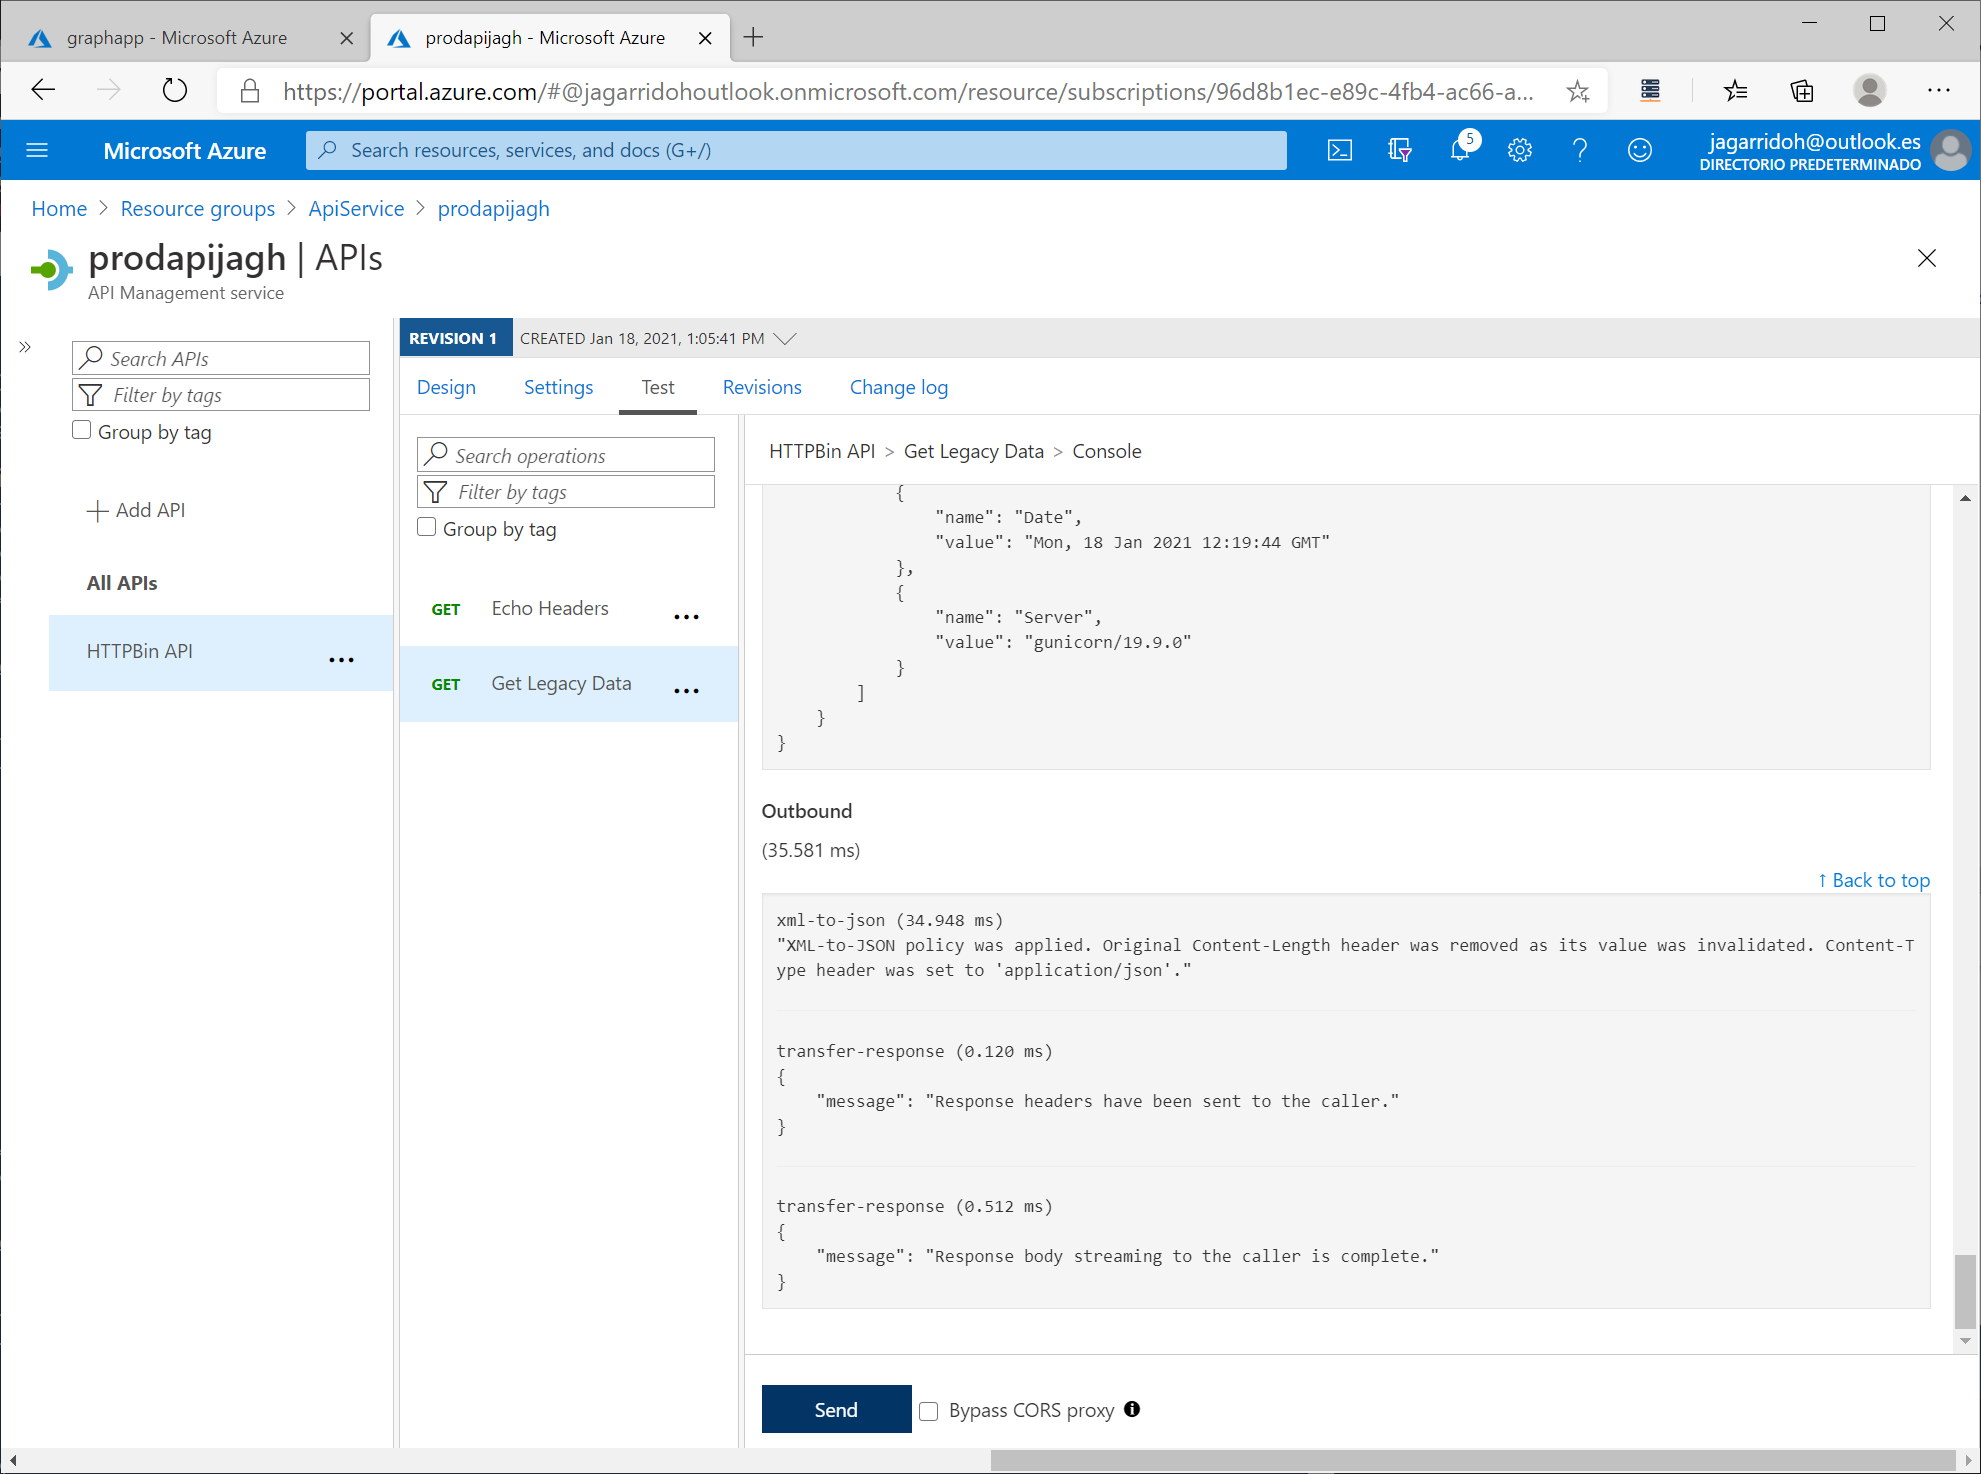 graphapp - Microsoft Azure
prodapijagh - Microsoft Azure
https://portal.azure.com/#@jagarridohoutlook.onmicrosoft.com/resource/subscriptions/96d8b1ec-e89c-4fb4-ac66-a...
Microsoft Azure
Search resources, services, and docs (G+/)
5
jagarridoh@outlook.es
DIRECTORIO PREDETERMINADO
Home > Resource groups > ApiService > prodapijagh
prodapijagh | APIs
API Management service
Search APIs
Filter by tags
Group by tag
Add API
All APIs
HTTPBin API
REVISION 1
CREATED Jan 18, 2021, 1:05:41 PM
Design
Settings
Test
Revisions
Change log
Search operations
Filter by tags
Group by tag
GET Echo Headers
GET Get Legacy Data
HTTPBin API > Get Legacy Data > Console
{
"name": "Date",
"value": "Mon, 18 Jan 2021 12:19:44 GMT"
},
{
"name": "Server",
"value": "gunicorn/19.9.0"
}
]
}
}
Outbound
(35.581 ms)
↑ Back to top
xml-to-json (34.948 ms)
"XML-to-JSON policy was applied. Original Content-Length header was removed as its value was invalidated. Content-T
ype header was set to 'application/json'."
transfer-response (0.120 ms)
{
"message": "Response headers have been sent to the caller."
}
transfer-response (0.512 ms)
{
"message": "Response body streaming to the caller is complete."
}
Send
Bypass CORS proxy